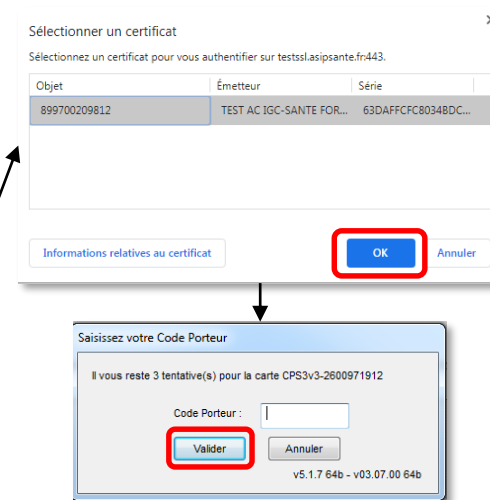 Sélectionner un certificat
Sélectionnez un certificat pour vous authentifier sur testssl.asipsante.fr:443.
Objet Émetteur Série
899700209812 TEST AC IGC-SANTE FOR... 63DAFFCFC8034BDC...
Informations relatives au certificat OK Annuler
Saisissez votre Code Porteur
Il vous reste 3 tentative(s) pour la carte CPS3v3-2600971912
Code Porteur :
Valider Annuler
v5.1.7 64b - v03.07.00 64b